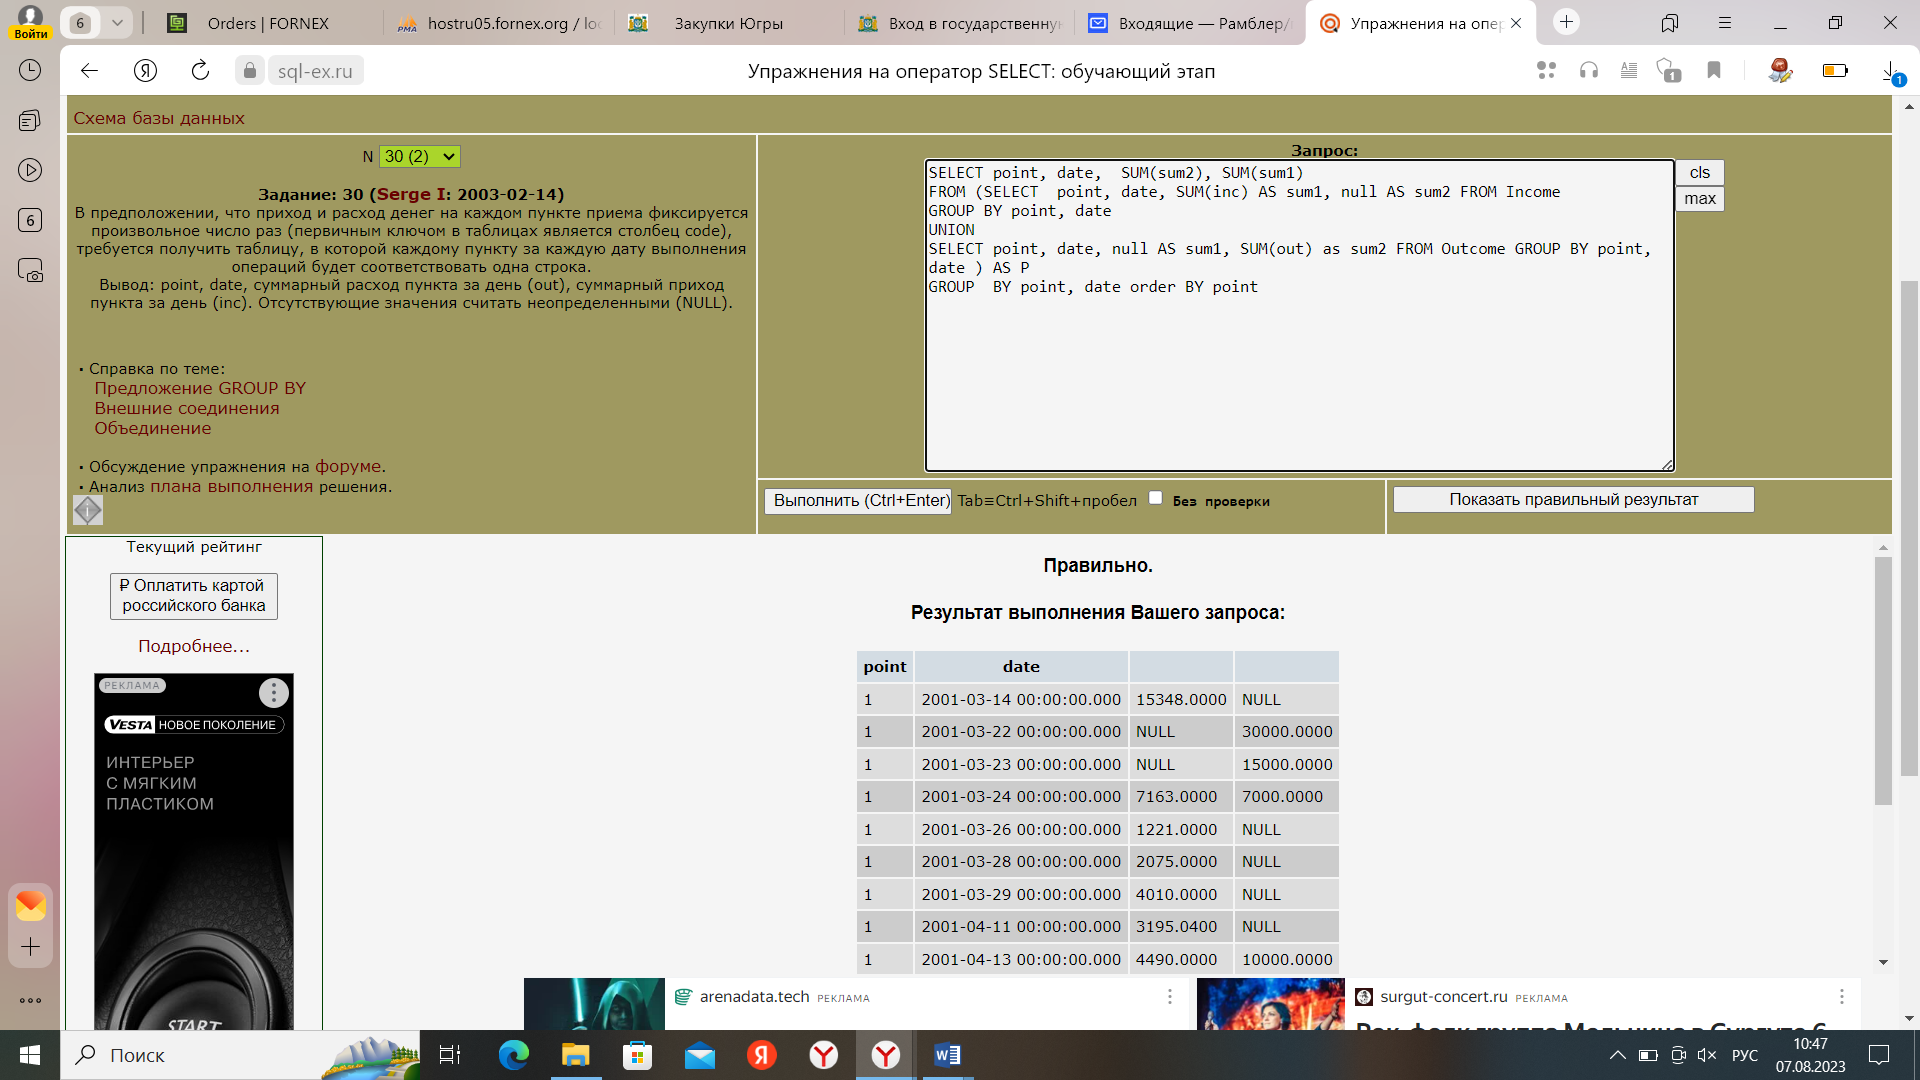 Войти
6
Orders | FORNEX
PMA
hostru05.fornex.org / loc
Закупки Югры
Вход в государственную
Входящие — Рамблер/
Упражнения на опер
sql-ex.ru
Упражнения на оператор SELECT: обучающий этап
1
1
6
Схема базы данных
N 30 (2)
Задание: 30 (Serge I: 2003-02-14)
В предположении, что приход и расход денег на каждом пункте приема фиксируется
произвольное число раз (первичным ключом в таблицах является столбец code),
требуется получить таблицу, в которой каждому пункту за каждую дату выполнения
операций будет соответствовать одна строка.
Вывод: point, date, суммарный расход пункта за день (out), суммарный приход
пункта за день (inc). Отсутствующие значения считать неопределенными (NULL).
• Справка по теме:
Предложение GROUP BY
Внешние соединения
Объединение
• Обсуждение упражнения на форуме.
• Анализ плана выполнения решения.
Запрос:
SELECT point, date,  SUM(sum2), SUM(sum1)
FROM (SELECT  point, date, SUM(inc) AS sum1, null AS sum2 FROM Income
GROUP BY point, date
UNION
SELECT point, date, null AS sum1, SUM(out) as sum2 FROM Outcome GROUP BY point,
date ) AS P
GROUP  BY point, date order BY point
cls
max
Выполнить (Ctrl+Enter) Tab≡Ctrl+Shift+пробел Без проверки
Показать правильный результат
Текущий рейтинг
₽ Оплатить картой
российского банка
Подробнее...
РЕКЛАМА
VESTA НОВОЕ ПОКОЛЕНИЕ
ИНТЕРЬЕР
С МЯГКИМ
ПЛАСТИКОМ
START
Правильно.
Результат выполнения Вашего запроса:
point date
1 2001-03-14 00:00:00.000 15348.0000 NULL
1 2001-03-22 00:00:00.000 NULL 30000.0000
1 2001-03-23 00:00:00.000 NULL 15000.0000
1 2001-03-24 00:00:00.000 7163.0000 7000.0000
1 2001-03-26 00:00:00.000 1221.0000 NULL
1 2001-03-28 00:00:00.000 2075.0000 NULL
1 2001-03-29 00:00:00.000 4010.0000 NULL
1 2001-04-11 00:00:00.000 3195.0400 NULL
1 2001-04-13 00:00:00.000 4490.0000 10000.0000
arenadata.tech РЕКЛАМА
surgut-concert.ru РЕКЛАМА
Рок-фолк группа Мельница в Сургуте 6
Поиск
РУС
10:47
07.08.2023